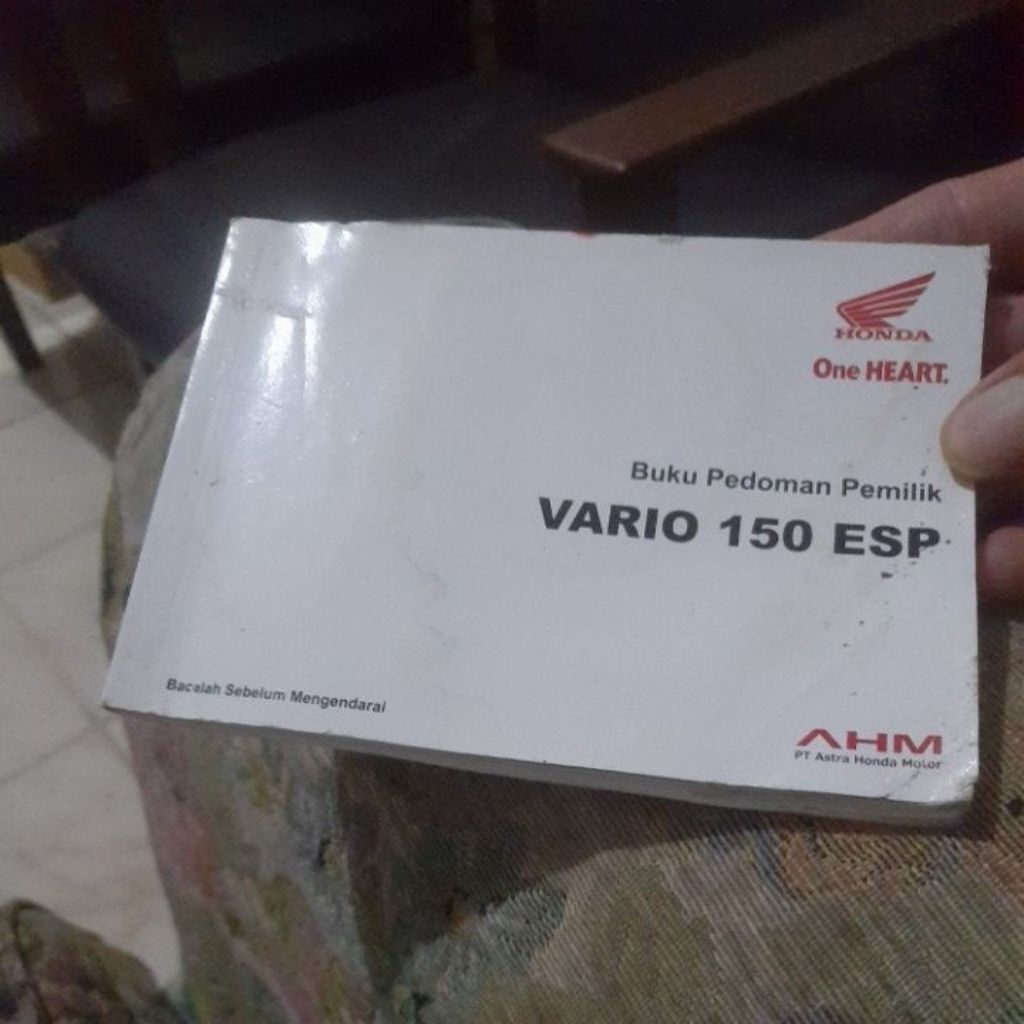 HONDA
One HEART.
Buku Pedoman Pemilik
VARIO 150 ESP
Bacalah Sebelum Mengendarai
AHM
PT Astra Honda Motor